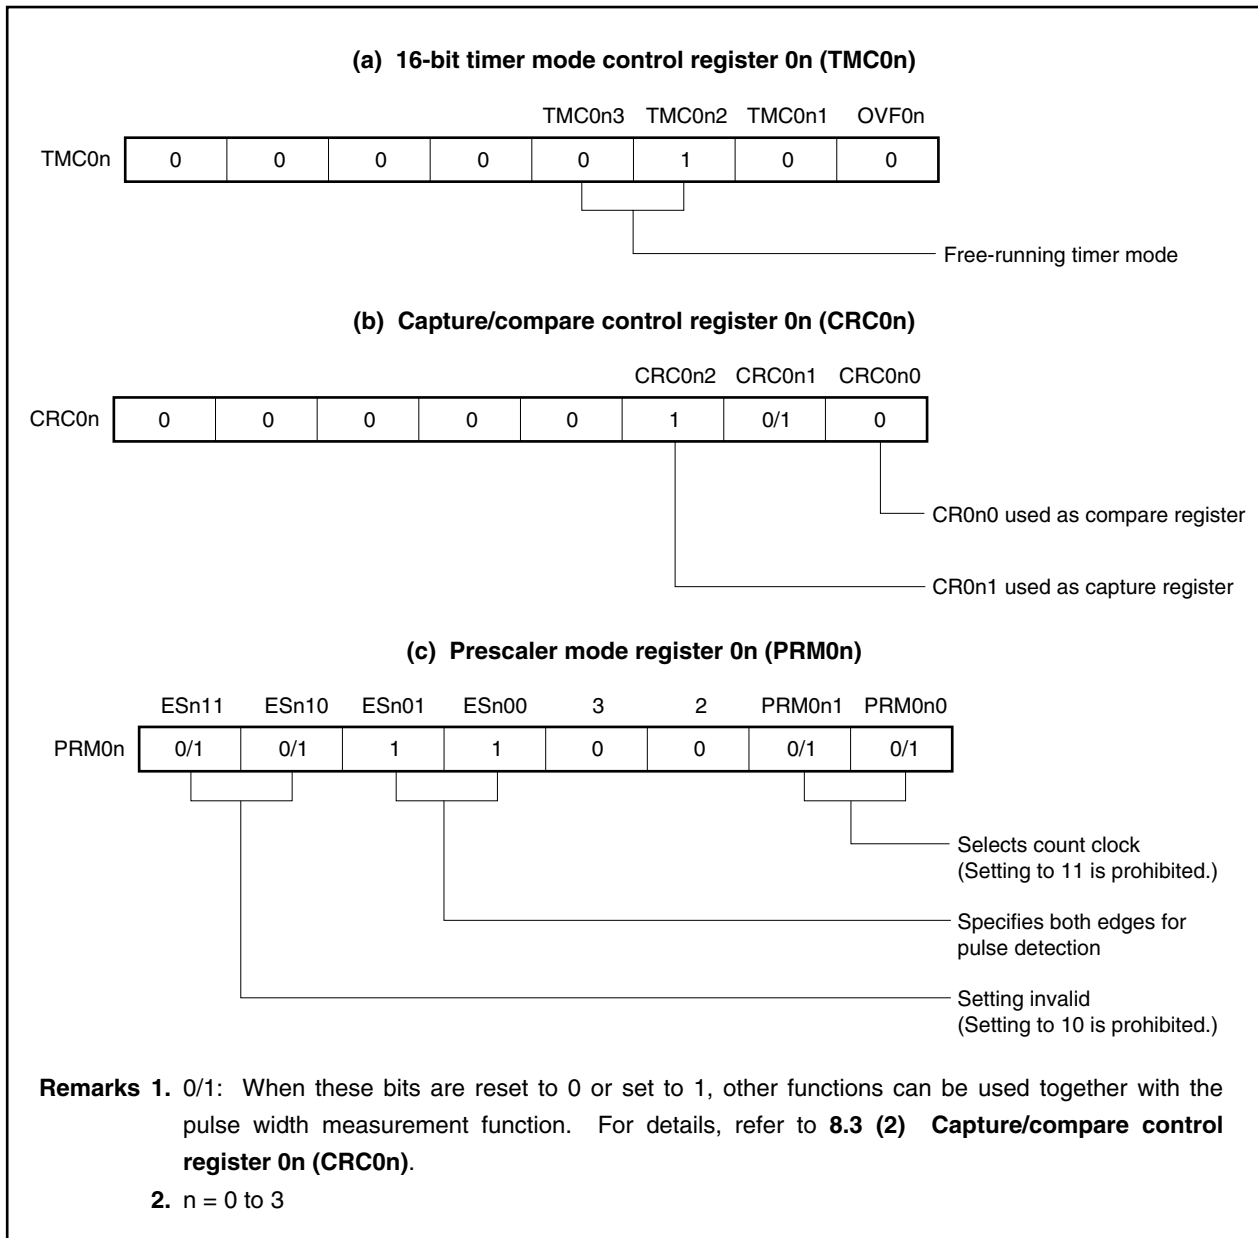 (a) 16-bit timer mode control register 0n (TMC0n)
TMC0n3 TMC0n2 TMC0n1 OVF0n
TMC0n 0 0 0 0 0 1 0 0
Free-running timer mode
(b) Capture/compare control register 0n (CRC0n)
CRC0n2 CRC0n1 CRC0n0
CRC0n 0 0 0 0 0 1 0/1 0
CR0n0 used as compare register
CR0n1 used as capture register
(c) Prescaler mode register 0n (PRM0n)
ESn11 ESn10 ESn01 ESn00 3 2 PRM0n1 PRM0n0
PRM0n 0/1 0/1 1 1 0 0 0/1 0/1
Selects count clock
(Setting to 11 is prohibited.)
Specifies both edges for
pulse detection
Setting invalid
(Setting to 10 is prohibited.)
Remarks 1. 0/1: When these bits are reset to 0 or set to 1, other functions can be used together with the
pulse width measurement function. For details, refer to 8.3 (2) Capture/compare control
register 0n (CRC0n).
2. n = 0 to 3